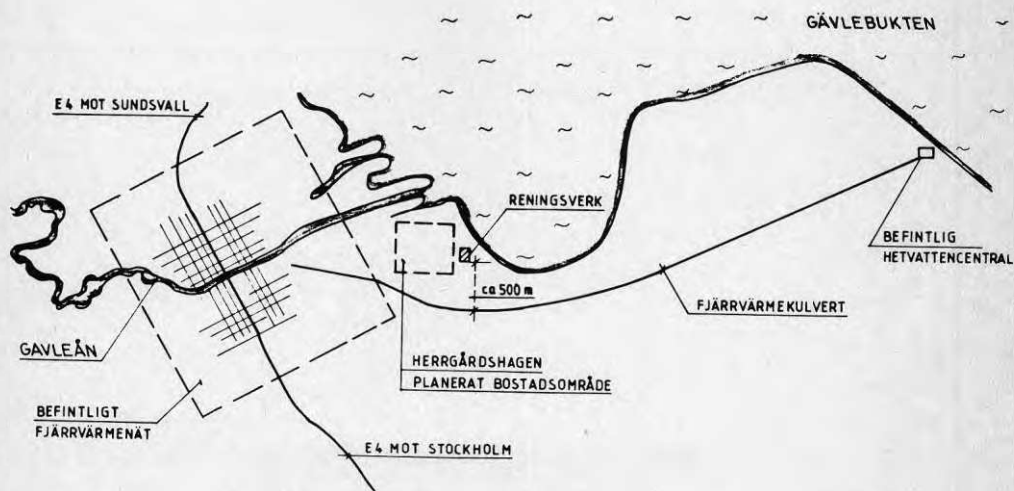 GÄVLEBUKTEN
E4 MOT SUNDSVALL
RENINGSVERK
BEFINTLIG
HETVATTENCENTRAL
ca 500 m
FJÄRRVÄRMEKULVERT
GAVLEÅN
HERRGÅRDSHAGEN
PLANERAT BOSTADSOMRÅDE
BEFINTLIGT
FJÄRRVÄRMENÄT
E4 MOT STOCKHOLM